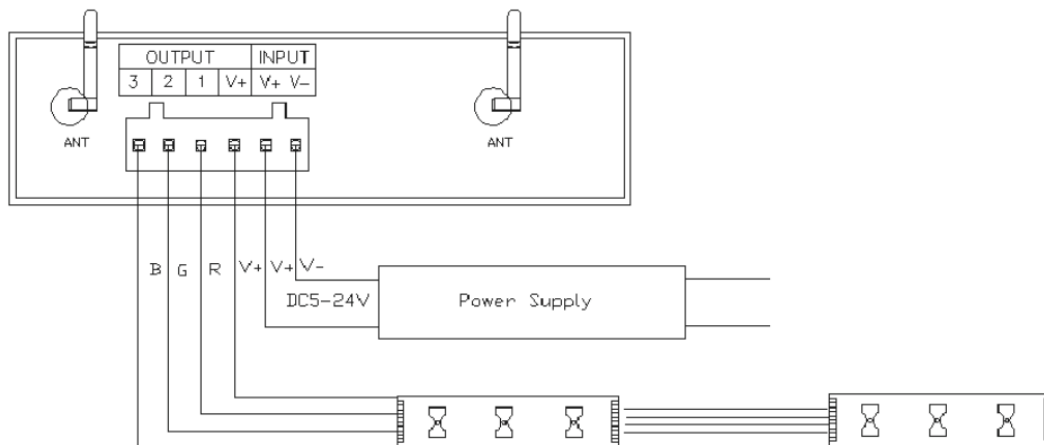 OUTPUT INPUT
3 2 1 V+ V+ V-
ANT ANT
B G R V+ V+ V-
DC5-24V Power Supply